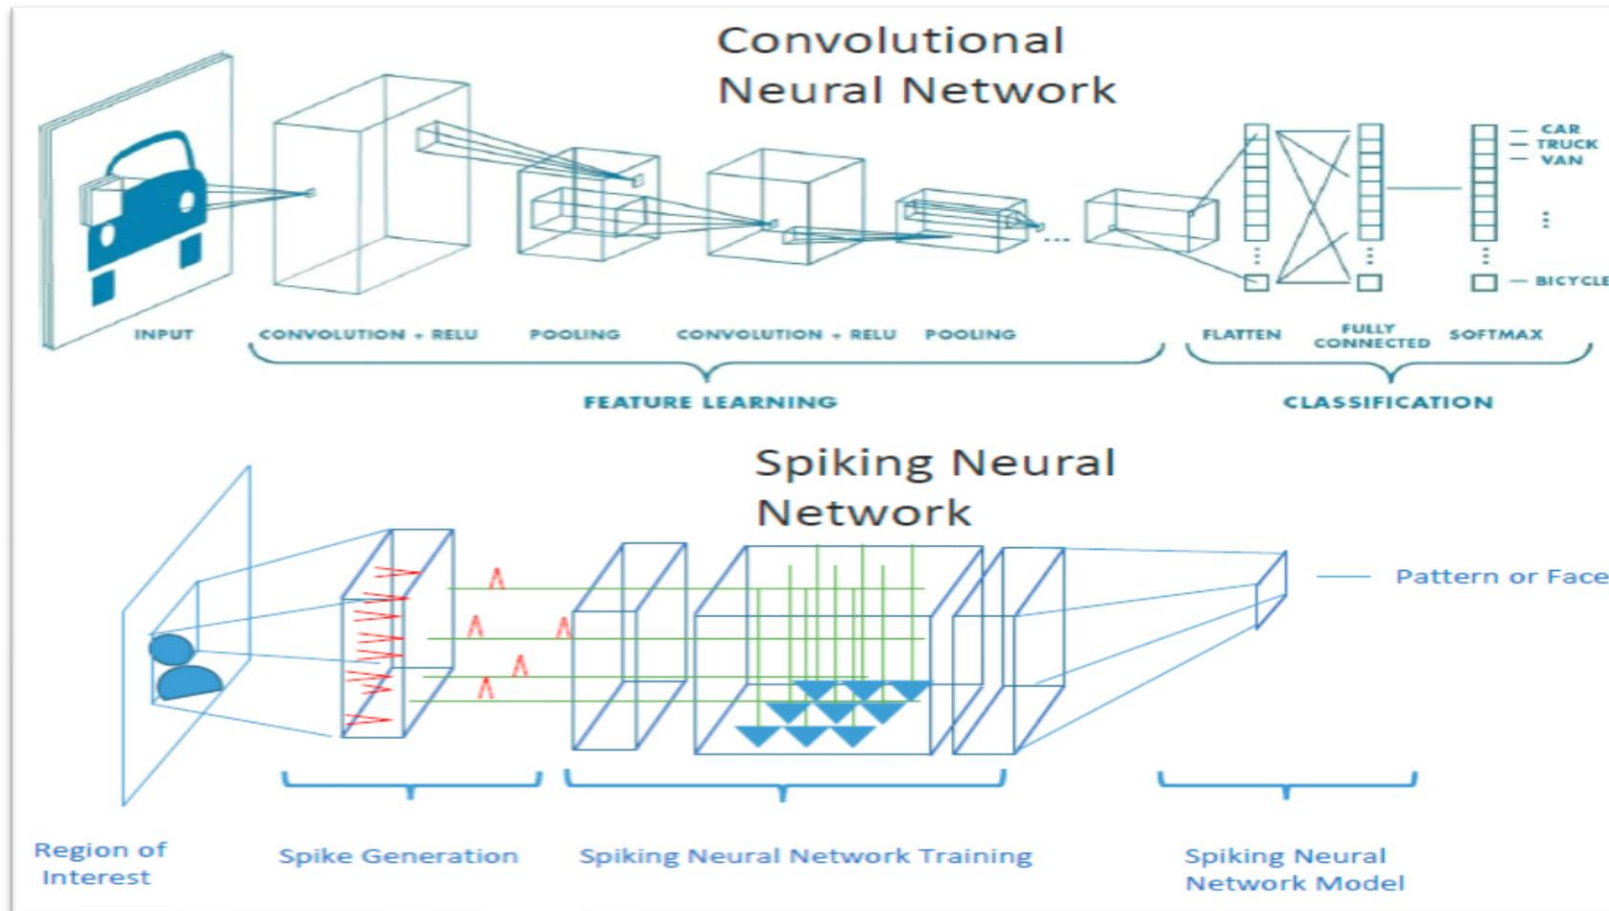 Convolutional
Neural Network
CAR
TRUCK
VAN
BICYCLE
INPUT
CONVOLUTION + RELU
POOLING
CONVOLUTION + RELU
POOLING
FLATTEN
FULLY
CONNECTED
SOFTMAX
FEATURE LEARNING
CLASSIFICATION
Spiking Neural
Network
Pattern or Face
Region of
Interest
Spike Generation
Spiking Neural Network Training
Spiking Neural
Network Model